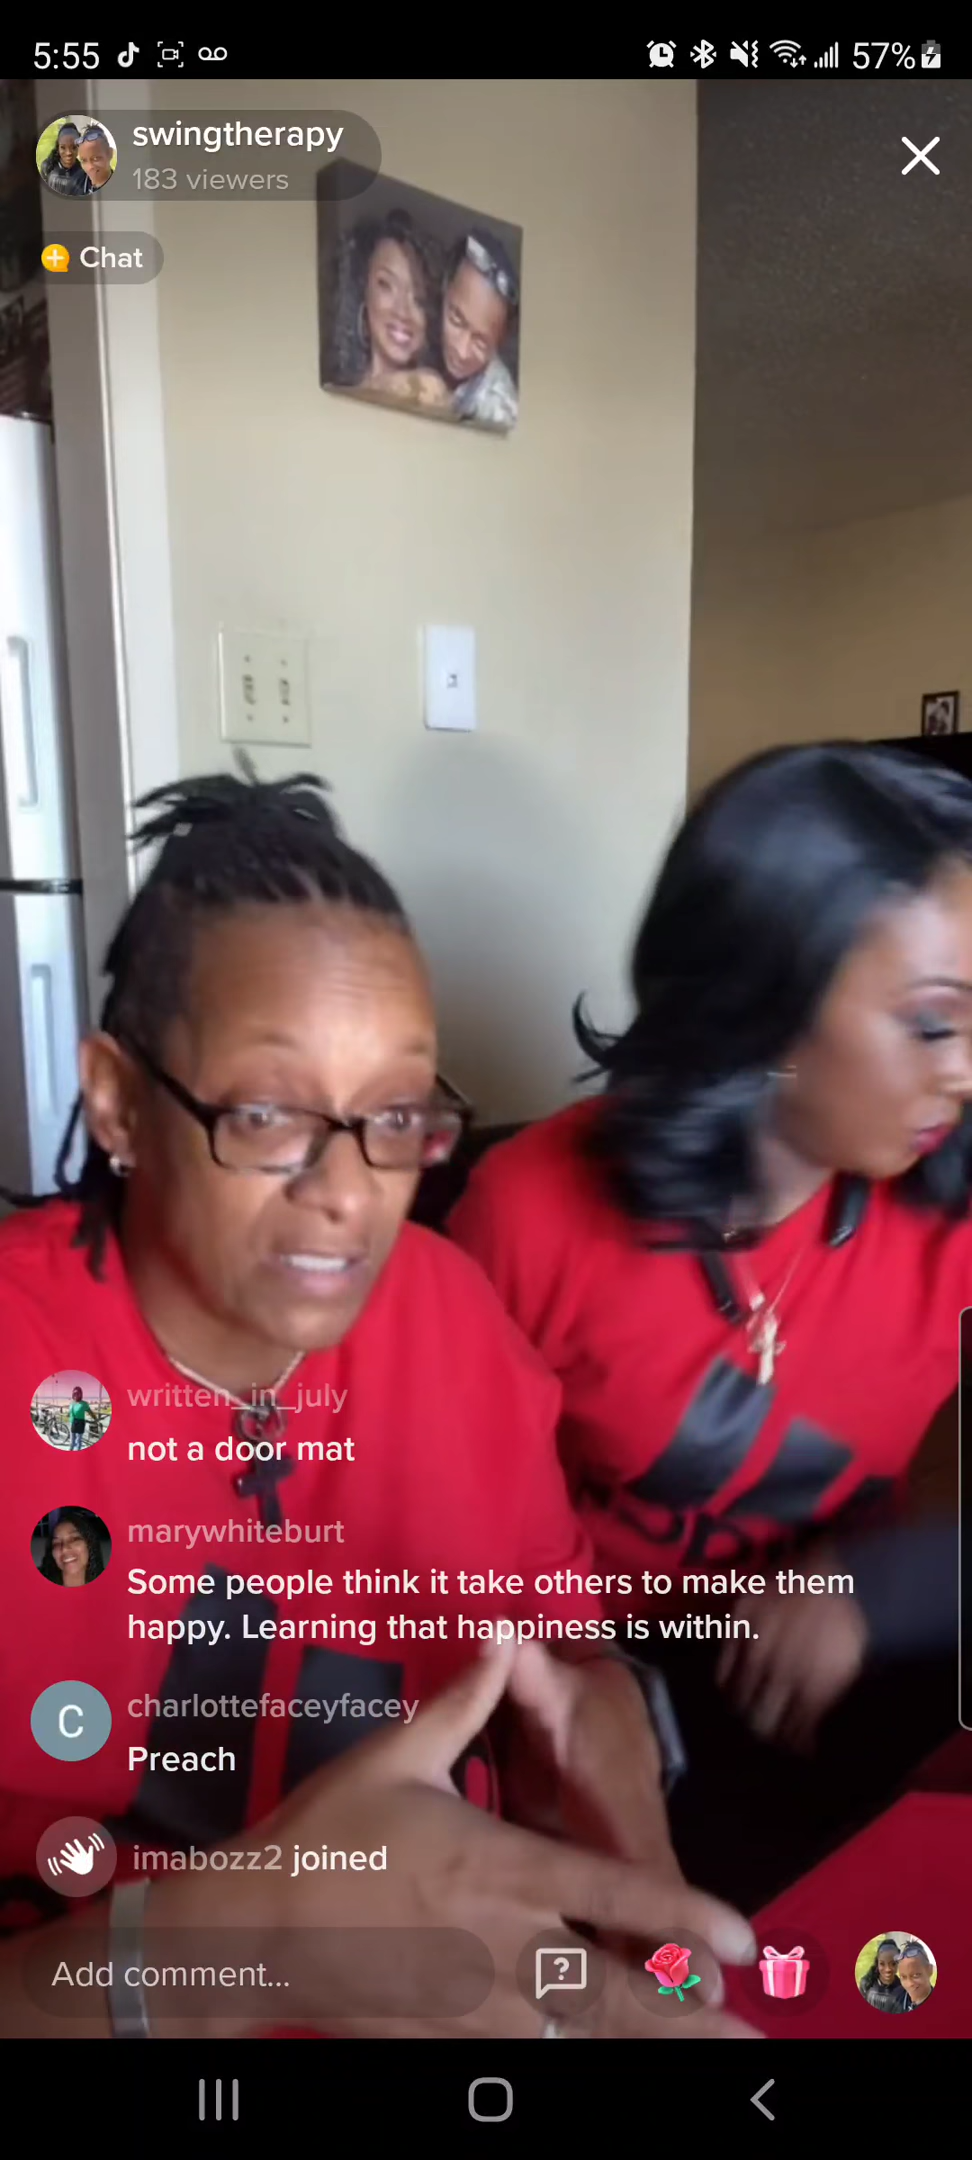 5:55
57%
swingtherapy
183 viewers
Chat
written_in_july
not a door mat
marywhiteburt
Some people think it take others to make them
happy. Learning that happiness is within.
charlottefaceyfacey
C
Preach
imabozz2 joined
Add comment...